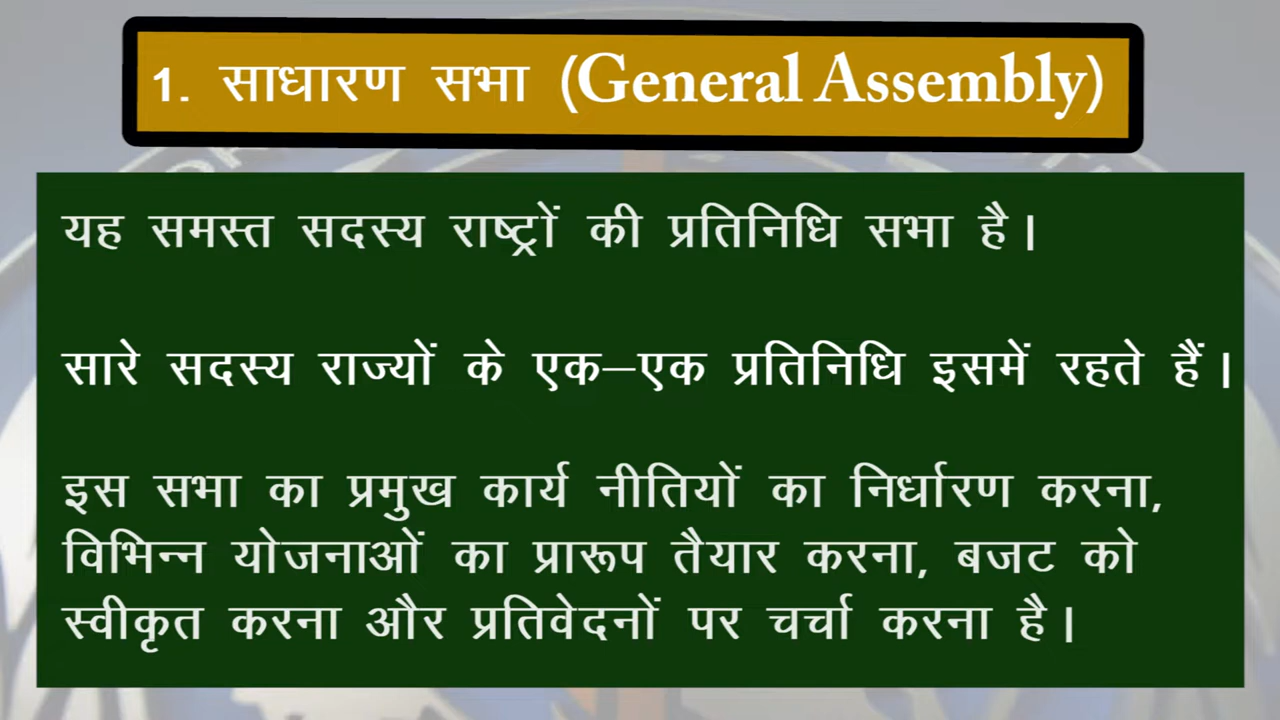 1. साधारण सभा (General Assembly)
यह समस्त सदस्य राष्ट्रों की प्रतिनिधि सभा है।
सारे सदस्य राज्यों के एक–एक प्रतिनिधि इसमें रहते हैं।
इस सभा का प्रमुख कार्य नीतियों का निर्धारण करना,
विभिन्न योजनाओं का प्रारूप तैयार करना, बजट को
स्वीकृत करना और प्रतिवेदनों पर चर्चा करना है।